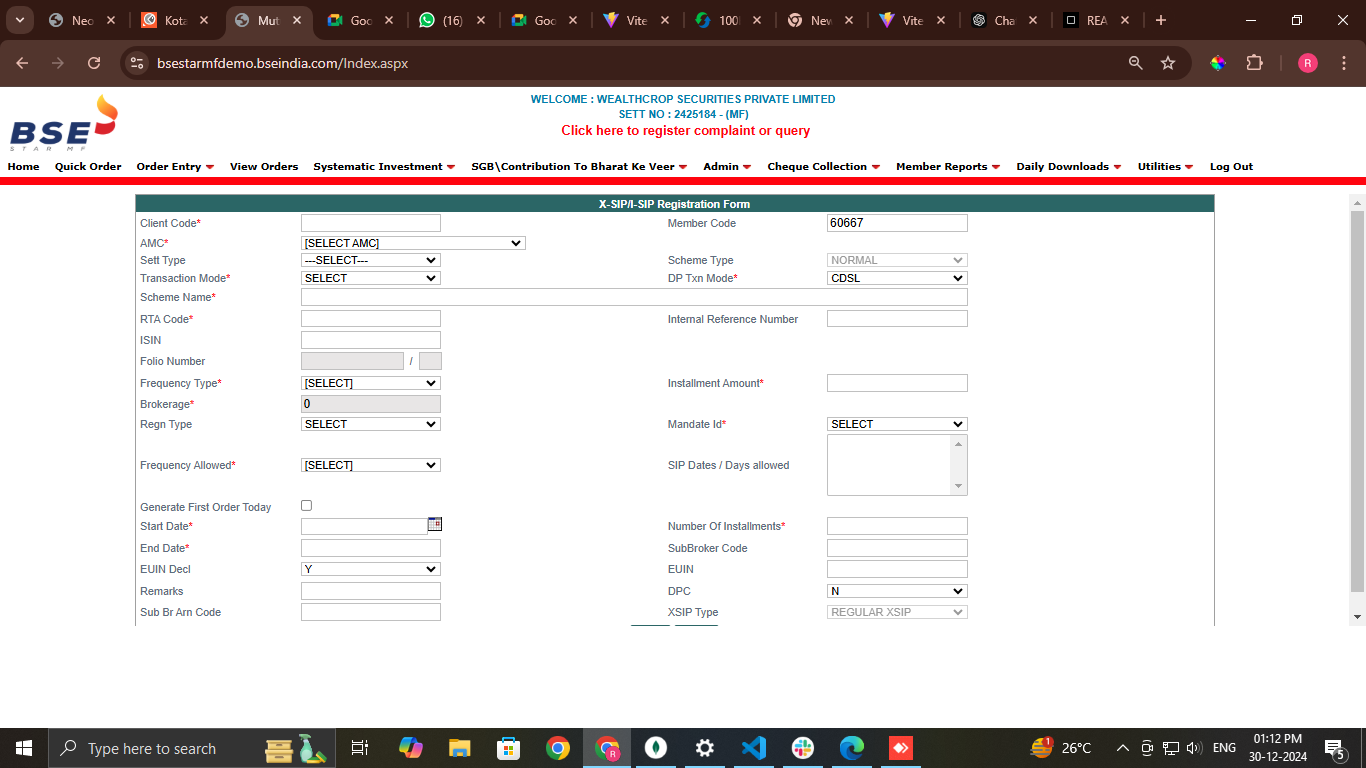 Neo
Kota
Mut
Goo
(16)
Goo
Vite
100
New
Vite
Cha
REA
bsestarmfdemo.bseindia.com/Index.aspx
R
BSE
STAR MF
WELCOME : WEALTHCROP SECURITIES PRIVATE LIMITED
SETT NO : 2425184 - (MF)
Click here to register complaint or query
Home Quick Order Order Entry View Orders Systematic Investment SGB\Contribution To Bharat Ke Veer Admin Cheque Collection Member Reports Daily Downloads Utilities Log Out
X-SIP/I-SIP Registration Form
Client Code* Member Code 60667
AMC* [SELECT AMC]
Sett Type ---SELECT--- Scheme Type NORMAL
Transaction Mode* SELECT DP Txn Mode* CDSL
Scheme Name*
RTA Code* Internal Reference Number
ISIN
Folio Number /
Frequency Type* [SELECT] Installment Amount*
Brokerage* 0
Regn Type SELECT Mandate Id* SELECT
Frequency Allowed* [SELECT] SIP Dates / Days allowed
Generate First Order Today
Start Date* Number Of Installments*
End Date* SubBroker Code
EUIN Decl Y EUIN
Remarks DPC N
Sub Br Arn Code XSIP Type REGULAR XSIP
Type here to search
R
1
26°C
ENG
01:12 PM
30-12-2024
5